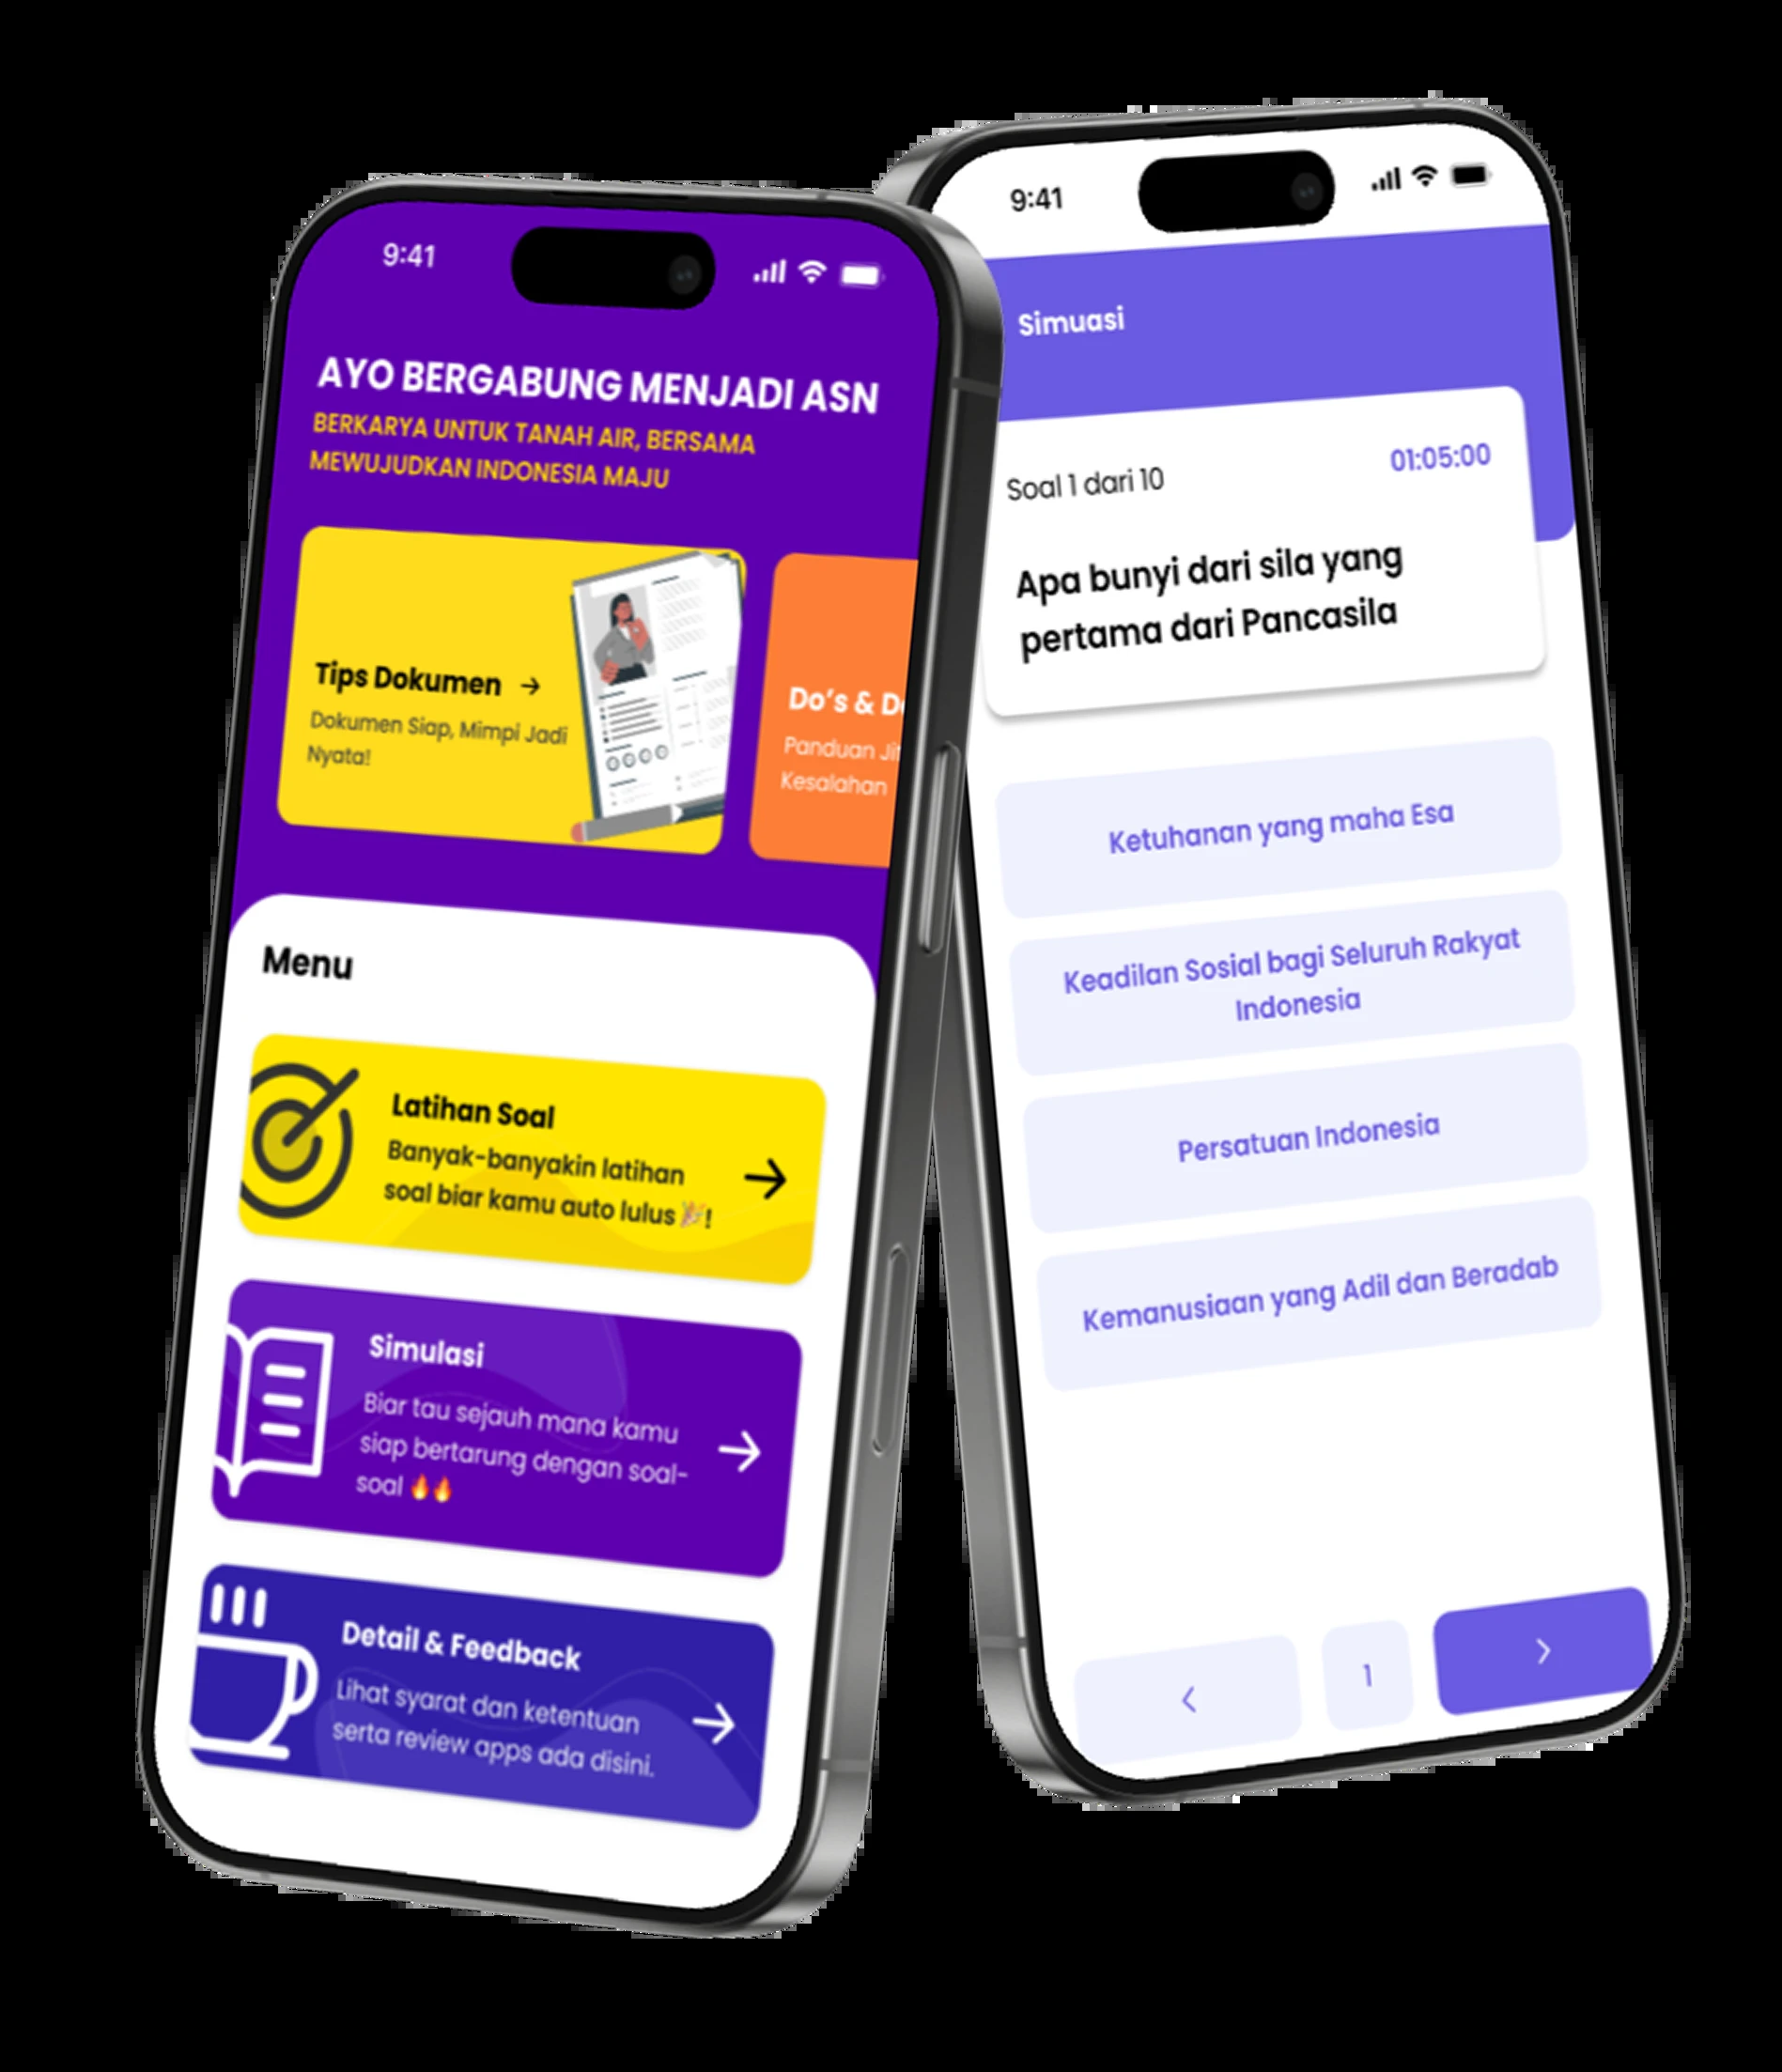 9:41
AYO BERGABUNG MENJADI ASN
BERKARYA UNTUK TANAH AIR, BERSAMA
MEWUJUDKAN INDONESIA MAJU
Tips Dokumen →
Dokumen Siap, Mimpi Jadi
Nyata!
Do's &
Panduan
Kesalahan
Menu
Latihan Soal
Banyak-banyakin latihan
soal biar kamu auto lulus 🎉!
Simulasi
Biar tau sejauh mana kamu
siap bertarung dengan soal-
soal 🔥🔥
Detail & Feedback
Lihat syarat dan ketentuan
serta review apps ada disini.
9:41
Simuasi
Soal 1 dari 10
01:05:00
Apa bunyi dari sila yang
pertama dari Pancasila
Ketuhanan yang maha Esa
Keadilan Sosial bagi Seluruh Rakyat
Indonesia
Persatuan Indonesia
Kemanusiaan yang Adil dan Beradab
1